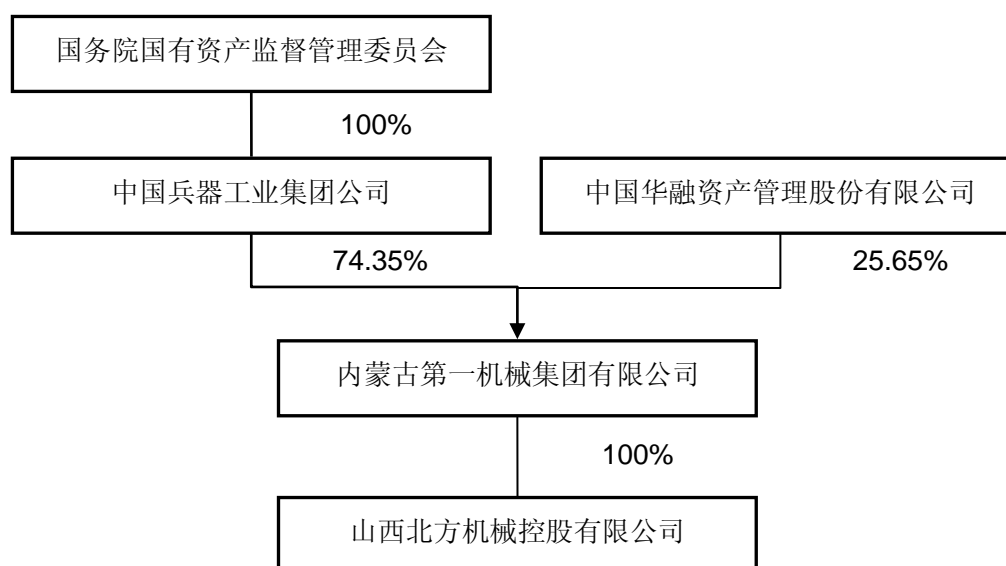 国务院国有资产监督管理委员会
100%
中国兵器工业集团公司
中国华融资产管理股份有限公司
74.35%
25.65%
内蒙古第一机械集团有限公司
100%
山西北方机械控股有限公司